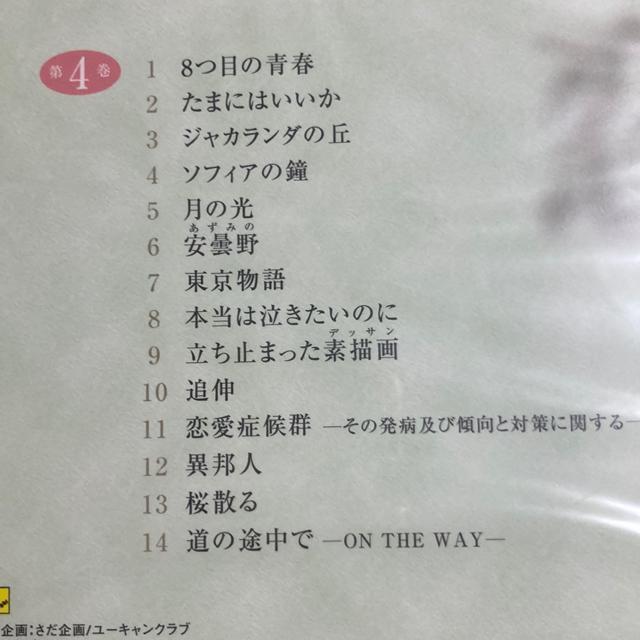 第4巻
1 8つ目の青春
2 たまにはいいか
3 ジャカランダの丘
4 ソフィアの鐘
5 月の光
あずみの
6 安曇野
7 東京物語
8 本当は泣きたいのに
デッサン
9 立ち止まった素描画
10 追伸
11 恋愛症候群 ―その発病及び傾向と対策に関する―
12 異邦人
13 桜散る
14 道の途中で ―ON THE WAY―
企画:さだ企画/ユーキャンクラブ